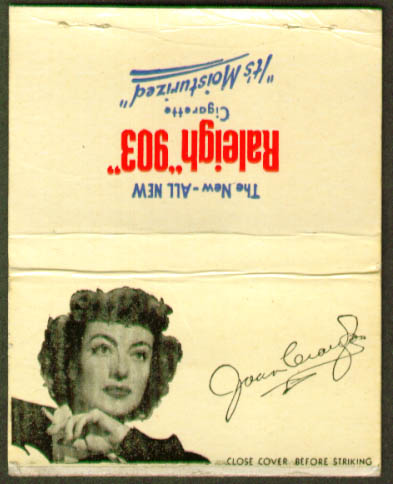 The New-ALL NEW
Raleigh "903"
Cigarette
"It's Moisturized"
Joan Crawford
CLOSE COVER BEFORE STRIKING